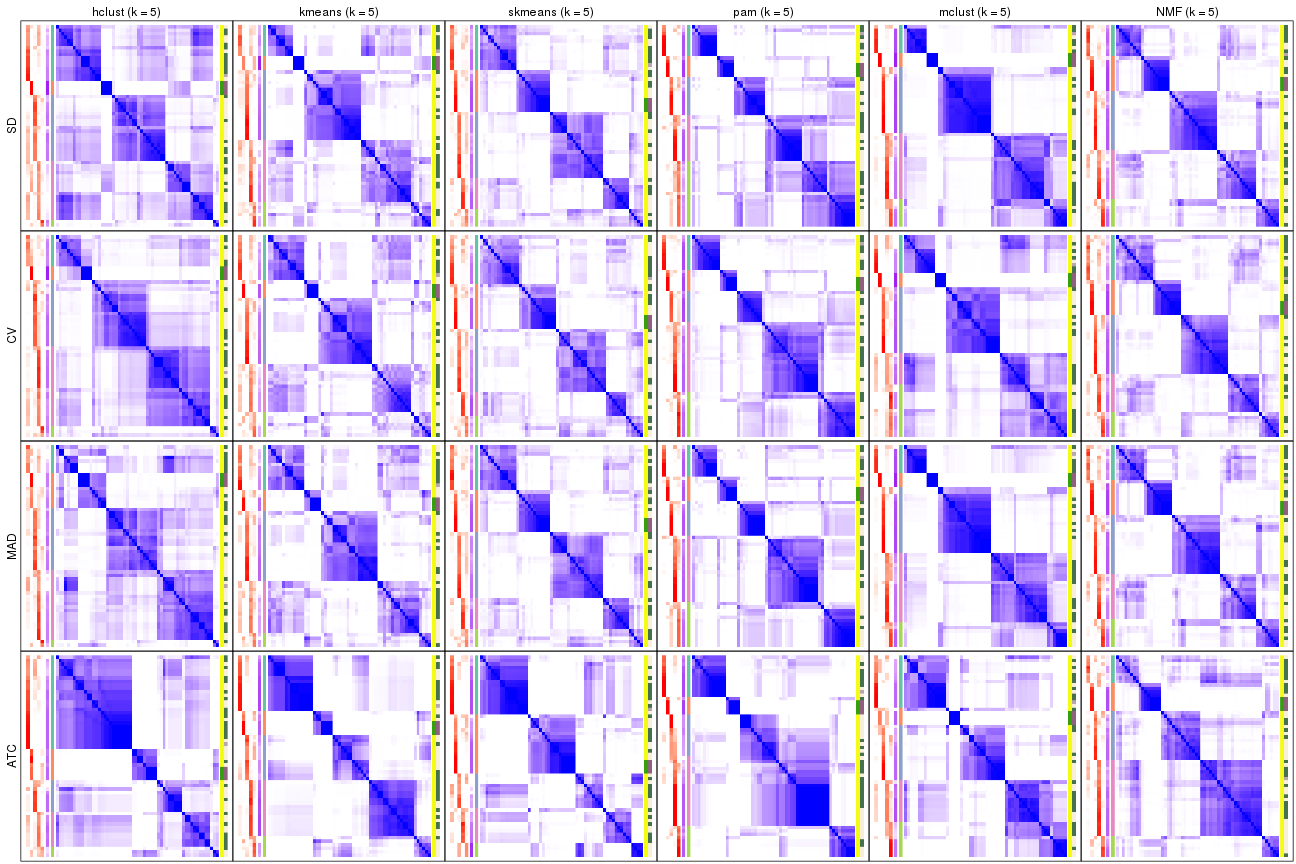 hclust (k = 5) kmeans (k = 5) skmeans (k = 5) pam (k = 5) mclust (k = 5) NMF (k = 5)
SD
CV
MAD
ATC